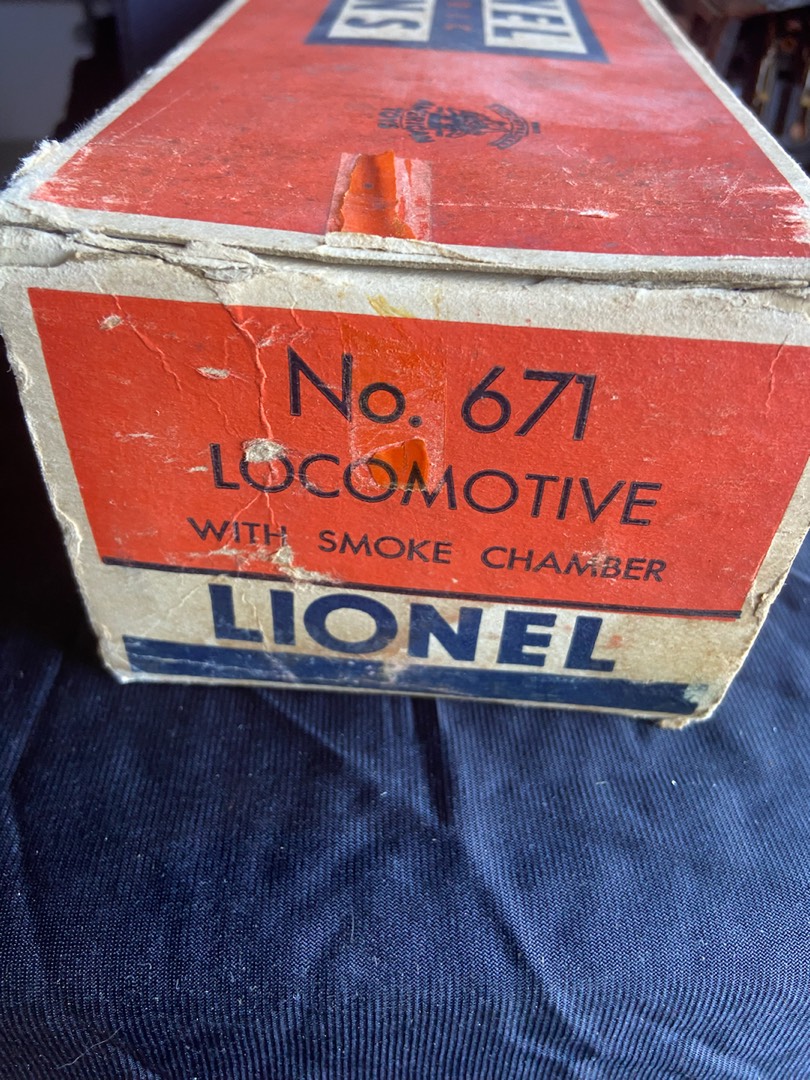 No. 671
LOCOMOTIVE
WITH SMOKE CHAMBER
LIONEL